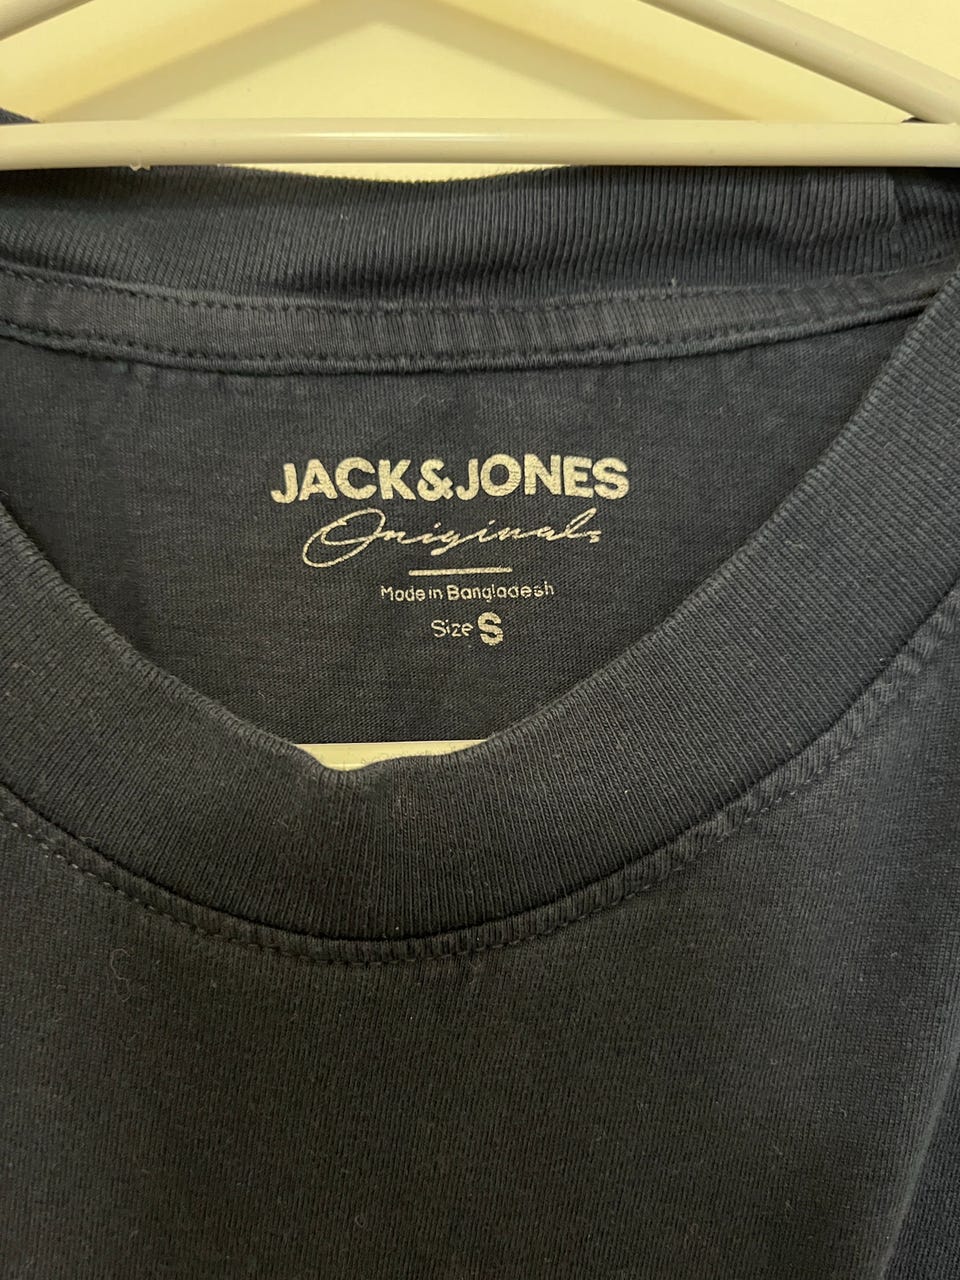 JACK&JONES
Originals
Made in Bangladesh
Size S